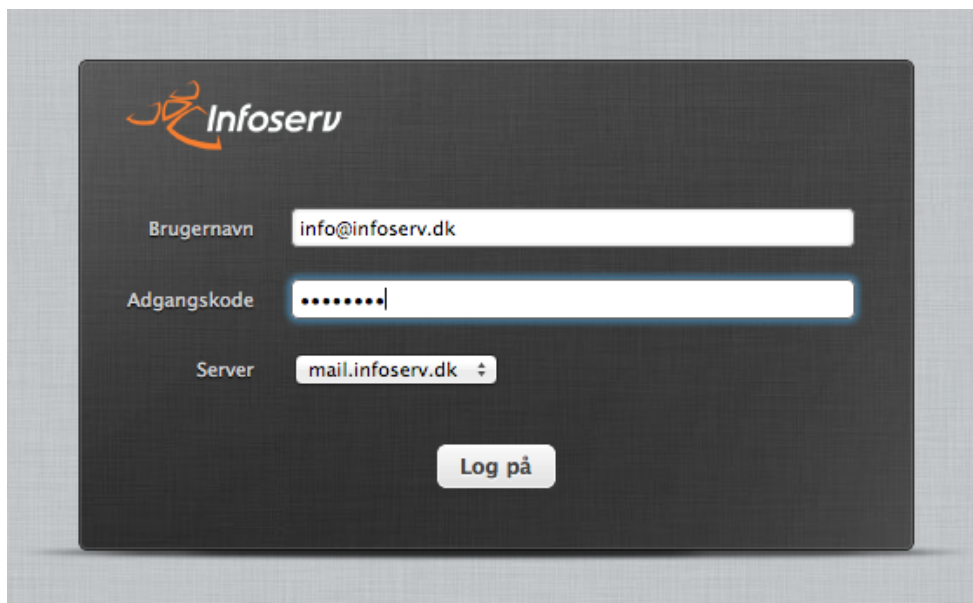 Infoserv
Brugernavn info@infoserv.dk
Adgangskode ••••••••
Server mail.infoserv.dk
Log på